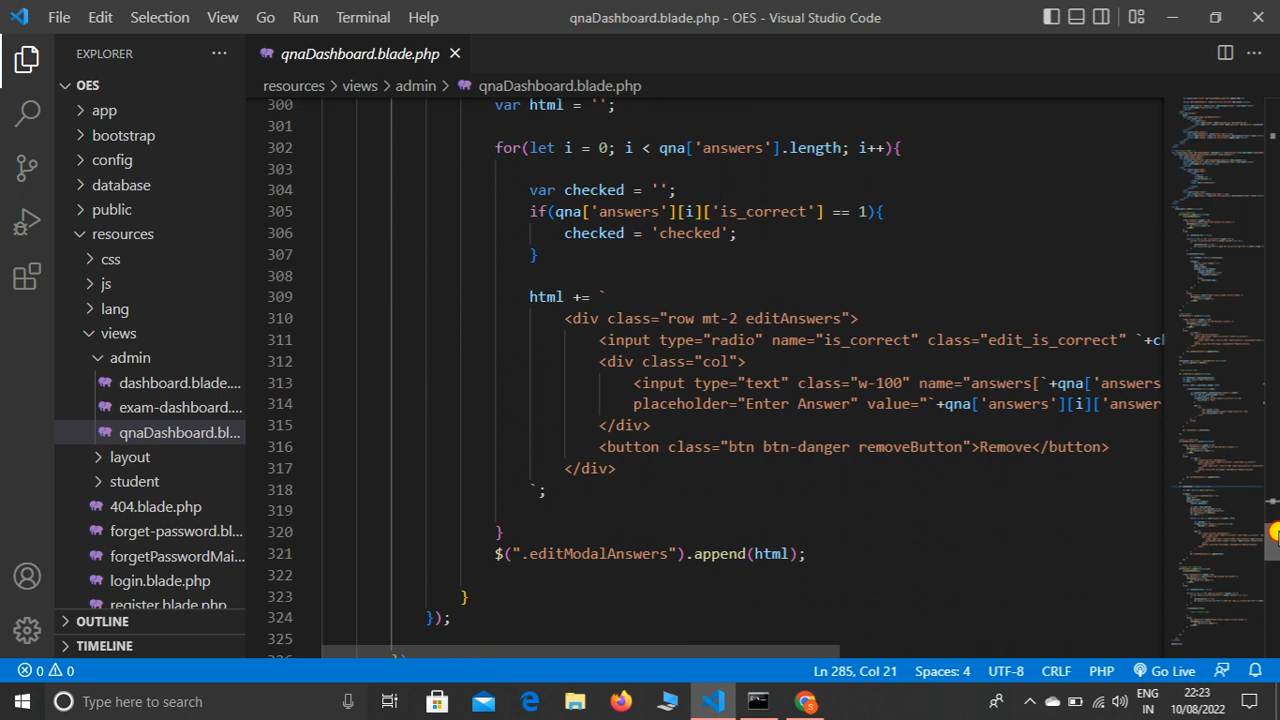 File Edit Selection View Go Run Terminal Help
qnaDashboard.blade.php - OES - Visual Studio Code
EXPLORER
OES
app
bootstrap
config
database
public
resources
css
js
lang
views
admin
dashboard.blade....
exam-dashboard....
qnaDashboard.bl...
layout
student
404.blade.php
forget-password.bl...
forgetPasswordMai...
login.blade.php
register.blade.php
OUTLINE
TIMELINE
qnaDashboard.blade.php
resources > views > admin > qnaDashboard.blade.php
300 var html = '';
301
302 for(let i = 0; i < qna['answers'].length; i++){
303
304 var checked = '';
305 if(qna['answers'][i]['is_correct'] == 1){
306 checked = 'checked';
307 }
308
309 html += `
310 <div class="row mt-2 editAnswers">
311 <input type="radio" name="is_correct" class="edit_is_correct" `+c
312 <div class="col">
313 <input type="text" class="w-100" name="answers[`+qna['answers
314 placeholder="Enter Answer" value="`+qna['answers'][i]['answer
315 </div>
316 <button class="btn btn-danger removeButton">Remove</button>
317 </div>
318 `;
319
320 }
321 $(".editModalAnswers").append(html);
322
323 }
324 });
325
0 0
Ln 285, Col 21 Spaces: 4 UTF-8 CRLF PHP Go Live
Type here to search
ENG
IN
22:23
10/08/2022